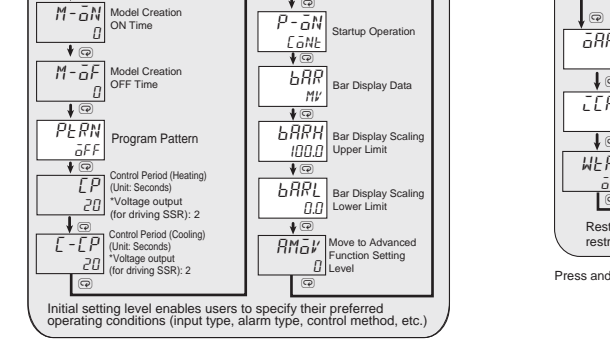 M-ON
0
Model Creation
ON Time
M-OF
0
Model Creation
OFF Time
PTRN
OFF
Program Pattern
CP
20
Control Period (Heating)
(Unit: Seconds)
*Voltage output
(for driving SSR): 2
C-CP
20
Control Period (Cooling)
(Unit: Seconds)
*Voltage output
(for driving SSR): 2
P-ON
CONT
Startup Operation
BAR
MV
Bar Display Data
BARH
100.0
Bar Display Scaling
Upper Limit
BARL
0.0
Bar Display Scaling
Lower Limit
AMOV
0
Move to Advanced
Function Setting
Level
Initial setting level enables users to specify their preferred
operating conditions (input type, alarm type, control method, etc.)
Press and